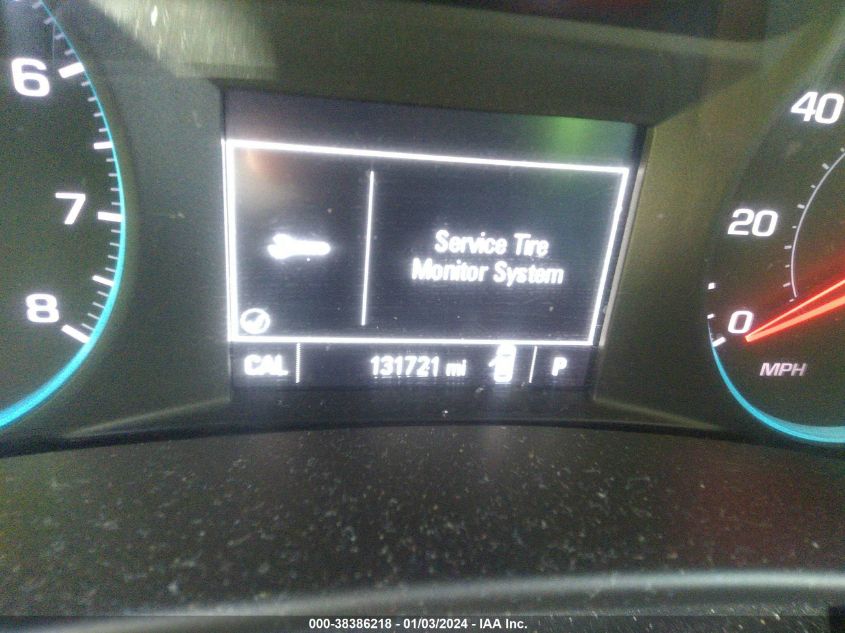 6
7
8
Service Tire
Monitor System
CAL
131721 mi
P
40
20
0
MPH
000-38386218 - 01/03/2024 - IAA Inc.